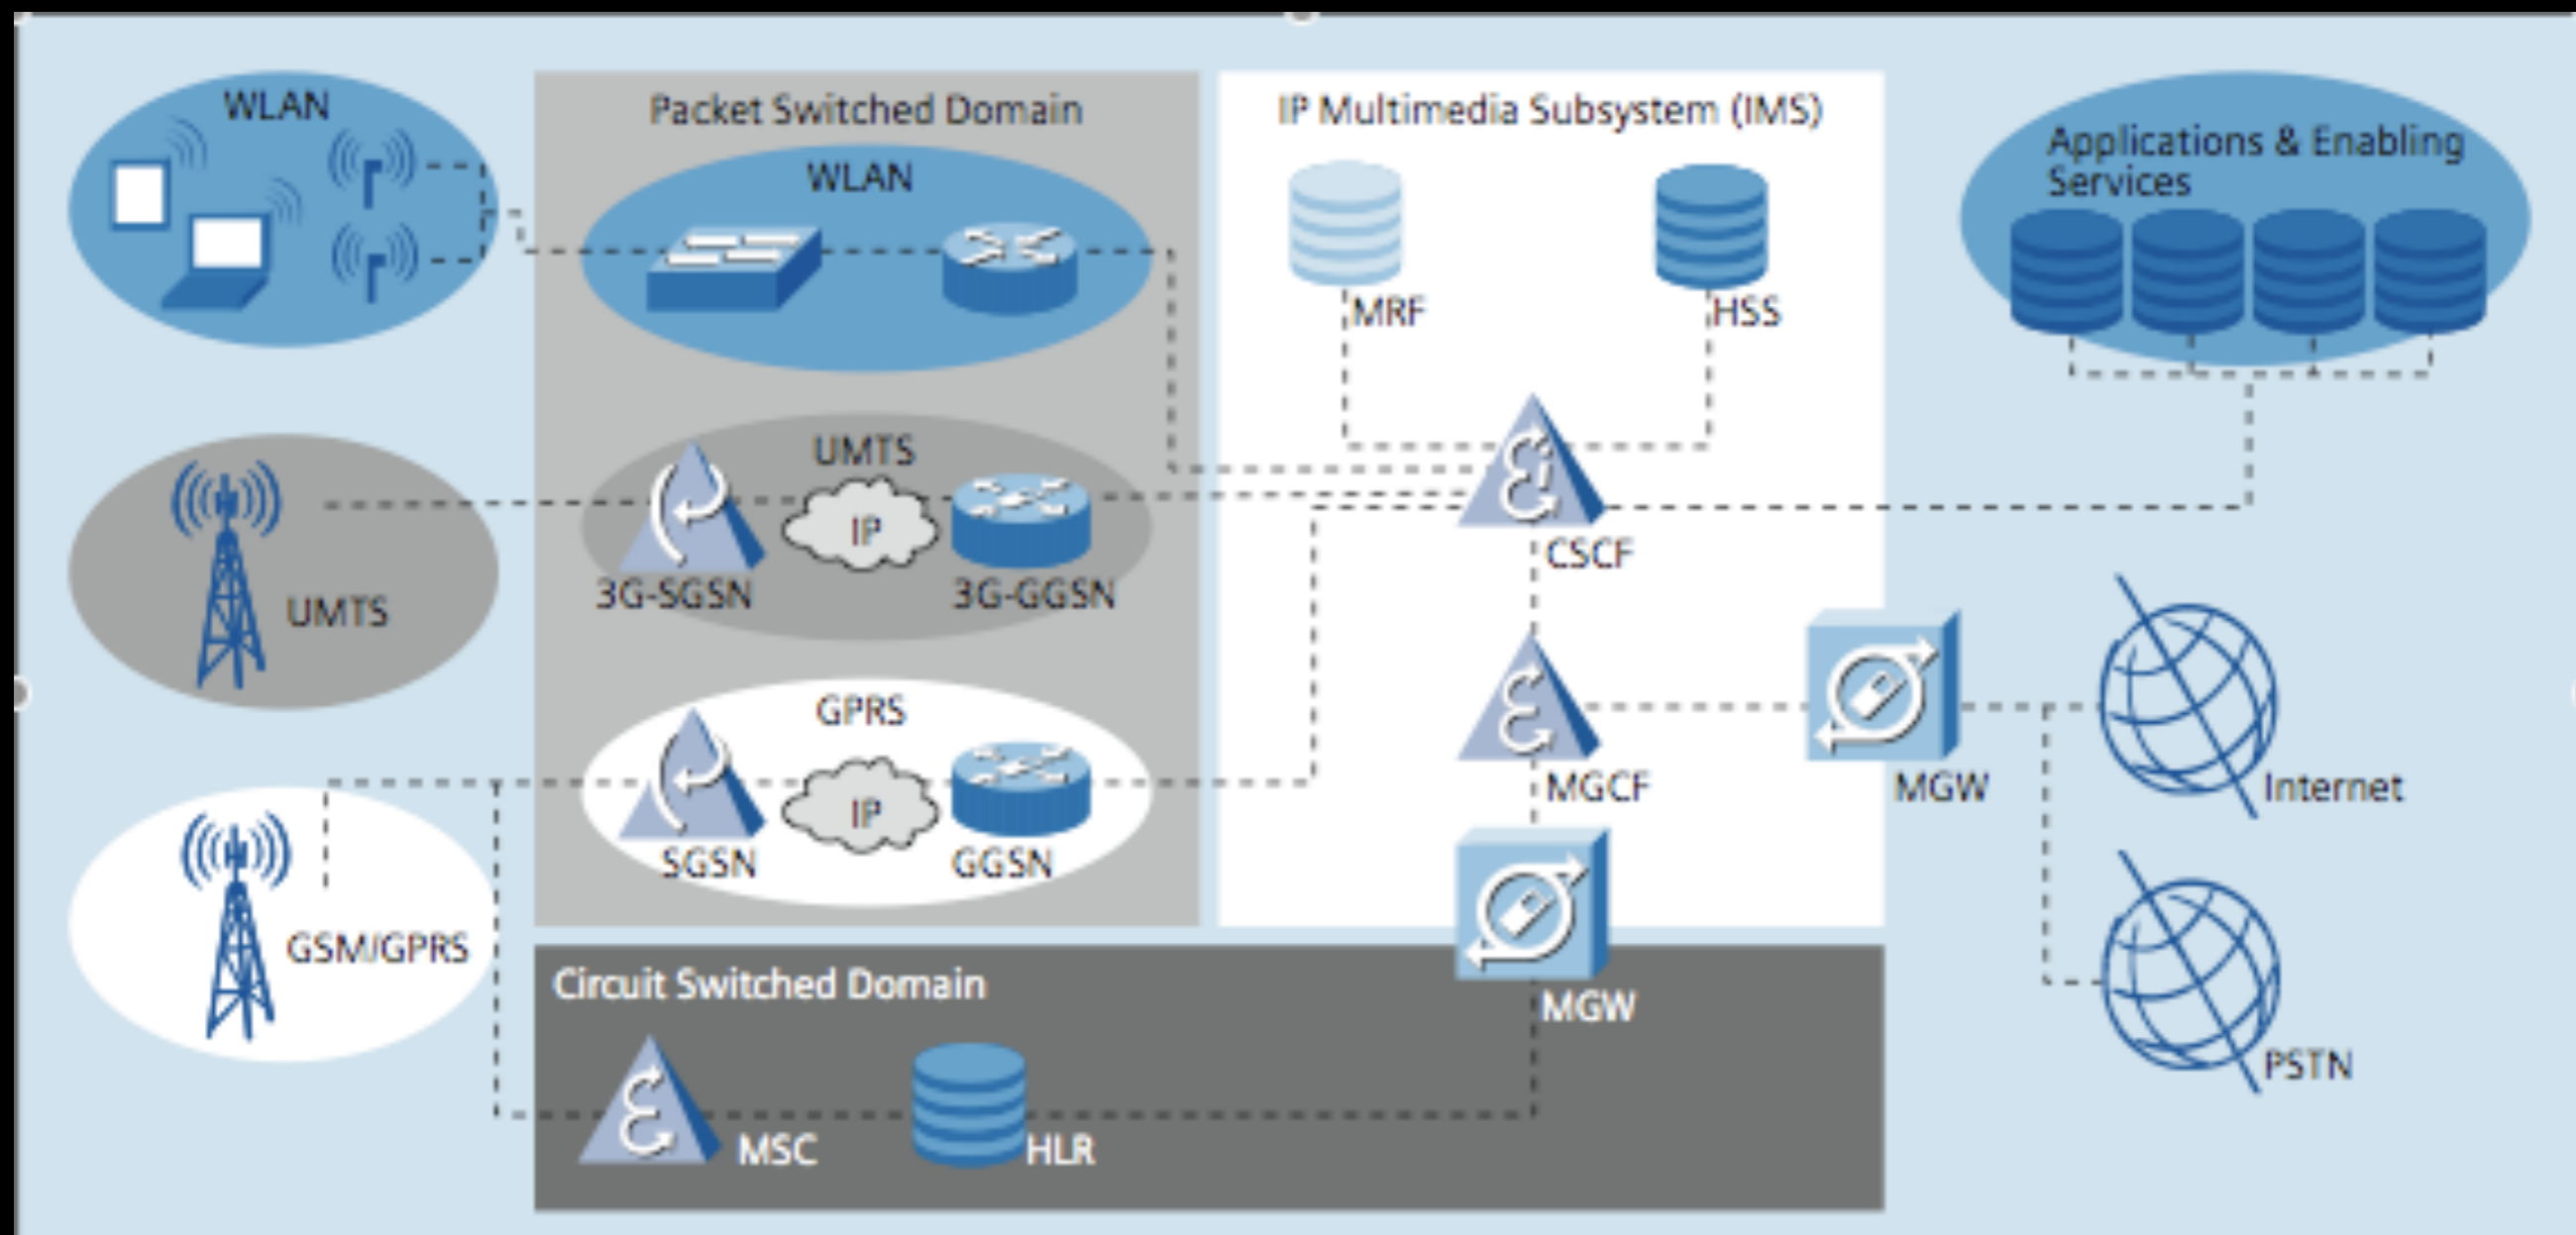 WLAN
Packet Switched Domain
WLAN
IP Multimedia Subsystem (IMS)
MRF
HSS
Applications & Enabling
Services
UMTS
UMTS
IP
3G-SGSN
3G-GGSN
CSCF
GPRS
IP
SGSN
GGSN
MGCF
MGW
Internet
GSM/GPRS
Circuit Switched Domain
MGW
MSC
HLR
PSTN